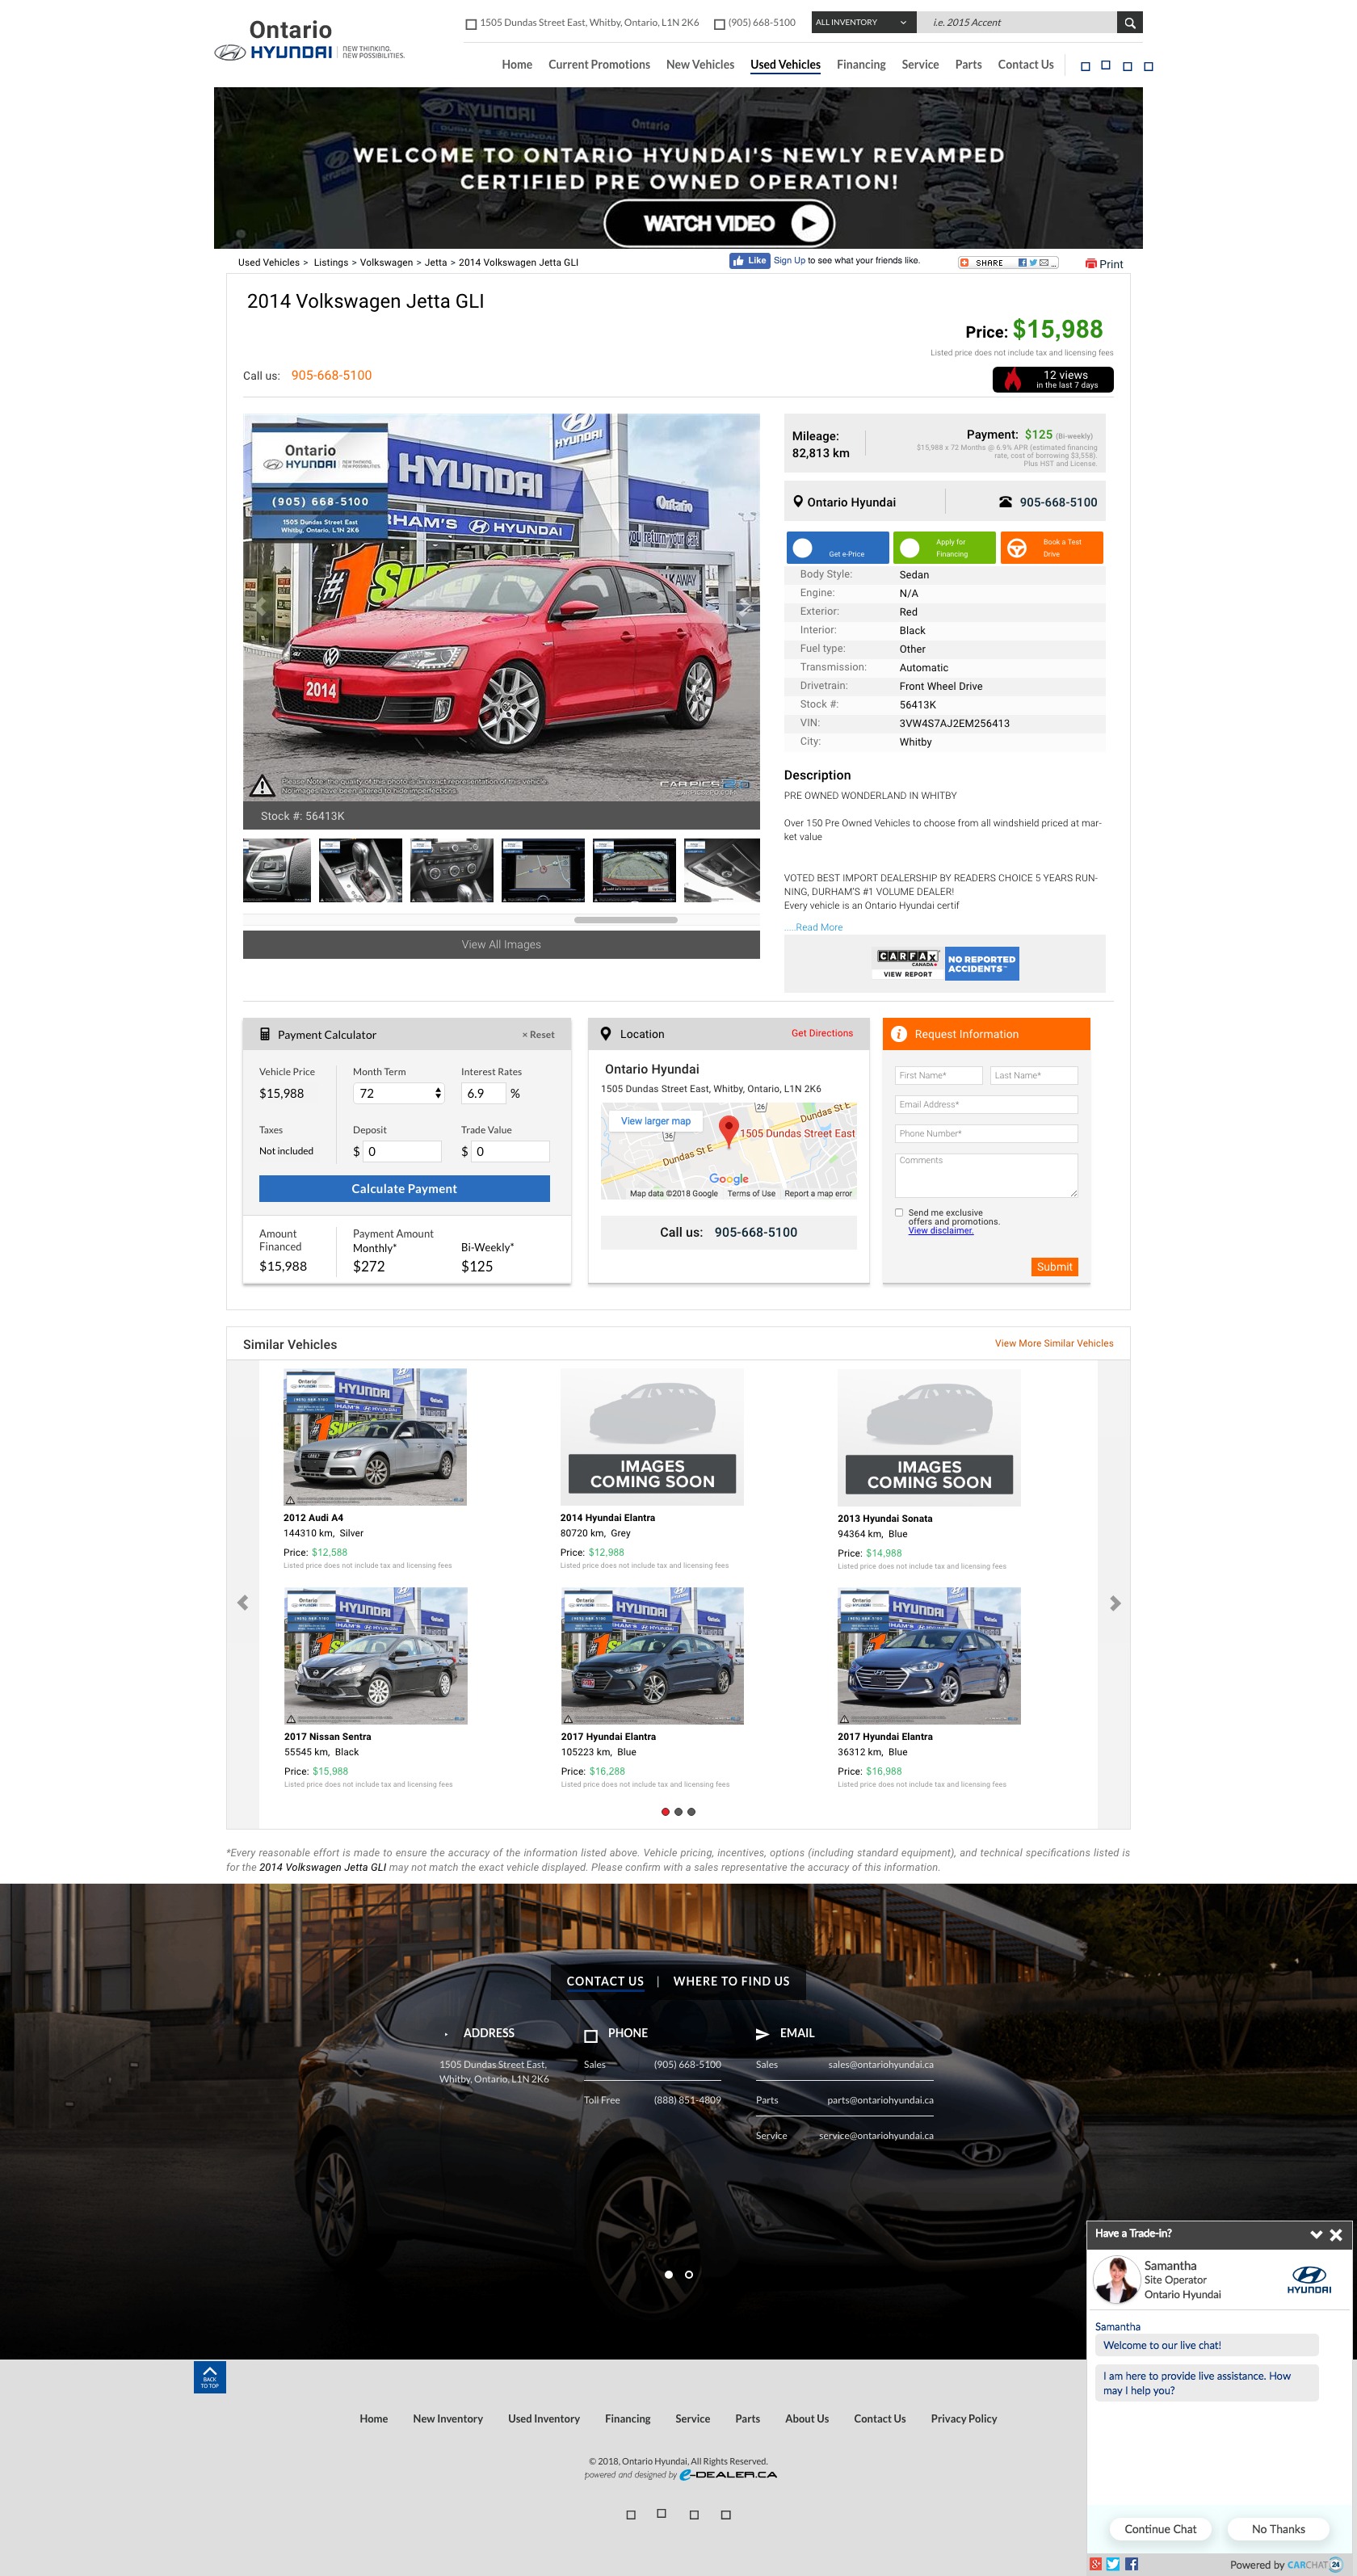 Ontario
HYUNDAI NEW THINKING. NEW POSSIBILITIES.
1505 Dundas Street East, Whitby, Ontario, L1N 2K6
(905) 668-5100
ALL INVENTORY
i.e. 2015 Accent
Home Current Promotions New Vehicles Used Vehicles Financing Service Parts Contact Us
WELCOME TO ONTARIO HYUNDAI'S NEWLY REVAMPED
CERTIFIED PRE OWNED OPERATION!
WATCH VIDEO
Used Vehicles > Listings > Volkswagen > Jetta > 2014 Volkswagen Jetta GLI
Like Sign Up to see what your friends like.
SHARE ...
Print
2014 Volkswagen Jetta GLI
Price: $15,988
Listed price does not include tax and licensing fees
Call us: 905-668-5100
12 views
in the last 7 days
Ontario
HYUNDAI NEW THINKING. NEW POSSIBILITIES.
(905) 668-5100
1505 Dundas Street East
Whitby, Ontario, L1N 2K6
HYUNDAI
HYUNDAI
Ontario
HAM'S HYUNDAI
you return your car.
WALKAWAY
#1
2014
Please Note: the quality of this photo is an exact representation of this vehicle.
No images have been altered to hide imperfections.
Stock #: 56413K
View All Images
Mileage:
82,813 km
Payment: $125 (Bi-weekly)
$15,988 x 72 Months @ 6.9% APR (estimated financing
rate, cost of borrowing $3,558).
Plus HST and License.
Ontario Hyundai
905-668-5100
Get e-Price
Apply for
Financing
Book a Test
Drive
Body Style: Sedan
Engine: N/A
Exterior: Red
Interior: Black
Fuel type: Other
Transmission: Automatic
Drivetrain: Front Wheel Drive
Stock #: 56413K
VIN: 3VW4S7AJ2EM256413
City: Whitby
Description
PRE OWNED WONDERLAND IN WHITBY
Over 150 Pre Owned Vehicles to choose from all windshield priced at mar-
ket value
VOTED BEST IMPORT DEALERSHIP BY READERS CHOICE 5 YEARS RUN-
NING, DURHAM'S #1 VOLUME DEALER!
Every vehicle is an Ontario Hyundai certif
.....Read More
CARFAX
CANADA
VIEW REPORT
NO REPORTED
ACCIDENTS™
Payment Calculator
× Reset
Vehicle Price Month Term Interest Rates
$15,988 72 6.9 %
Taxes Deposit Trade Value
Not included $ 0 $ 0
Calculate Payment
Amount
Financed
$15,988
Payment Amount
Monthly*
$272
Bi-Weekly*
$125
Location
Get Directions
Ontario Hyundai
1505 Dundas Street East, Whitby, Ontario, L1N 2K6
View larger map
26
36
Dundas St E
Dundas St E
1505 Dundas Street East
Google
Map data ©2018 Google Terms of Use Report a map error
Call us: 905-668-5100
Request Information
First Name*
Last Name*
Email Address*
Phone Number*
Comments
Send me exclusive
offers and promotions.
View disclaimer.
Submit
Similar Vehicles
View More Similar Vehicles
IMAGES
COMING SOON
IMAGES
COMING SOON
2012 Audi A4
144310 km, Silver
Price: $12,588
Listed price does not include tax and licensing fees
2014 Hyundai Elantra
80720 km, Grey
Price: $12,988
Listed price does not include tax and licensing fees
2013 Hyundai Sonata
94364 km, Blue
Price: $14,988
Listed price does not include tax and licensing fees
2017 Nissan Sentra
55545 km, Black
Price: $15,988
Listed price does not include tax and licensing fees
2017 Hyundai Elantra
105223 km, Blue
Price: $16,288
Listed price does not include tax and licensing fees
2017 Hyundai Elantra
36312 km, Blue
Price: $16,988
Listed price does not include tax and licensing fees
*Every reasonable effort is made to ensure the accuracy of the information listed above. Vehicle pricing, incentives, options (including standard equipment), and technical specifications listed is
for the 2014 Volkswagen Jetta GLI may not match the exact vehicle displayed. Please confirm with a sales representative the accuracy of this information.
CONTACT US | WHERE TO FIND US
ADDRESS
1505 Dundas Street East,
Whitby, Ontario, L1N 2K6
PHONE
Sales (905) 668-5100
Toll Free (888) 851-4809
EMAIL
Sales sales@ontariohyundai.ca
Parts parts@ontariohyundai.ca
Service service@ontariohyundai.ca
Have a Trade-in?
Samantha
Site Operator
Ontario Hyundai
HYUNDAI
Samantha
Welcome to our live chat!
I am here to provide live assistance. How
may I help you?
Continue Chat
No Thanks
Powered by CARCHAT 24
BACK
TO TOP
Home New Inventory Used Inventory Financing Service Parts About Us Contact Us Privacy Policy
© 2018, Ontario Hyundai, All Rights Reserved.
powered and designed by e-DEALER.CA